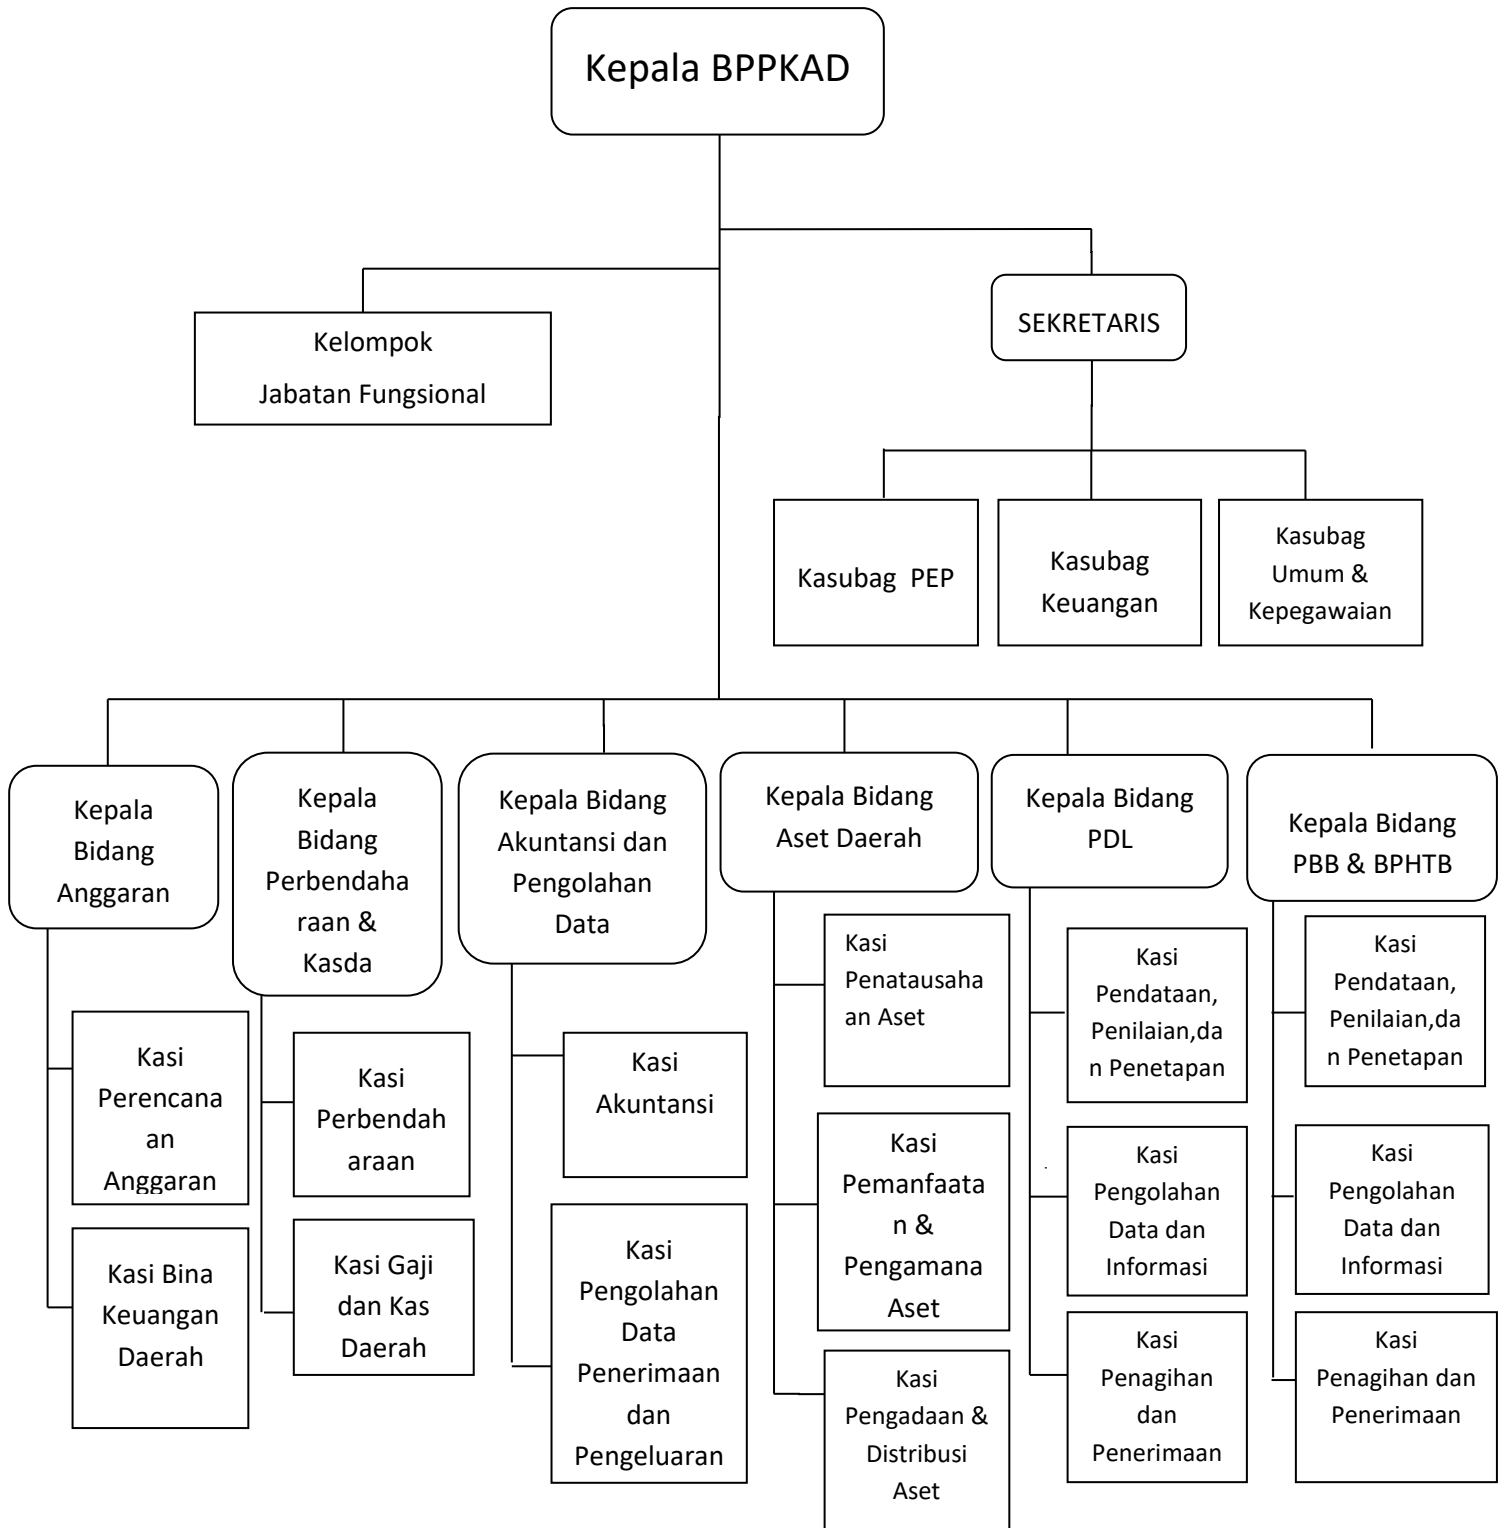 Kepala BPPKAD
Kelompok
Jabatan Fungsional
SEKRETARIS
Kasubag  PEP
Kasubag
Keuangan
Kasubag
Umum &
Kepegawaian
Kepala
Bidang
Anggaran
Kepala
Bidang
Perbendaha
raan &
Kasda
Kepala Bidang
Akuntansi dan
Pengolahan
Data
Kepala Bidang
Aset Daerah
Kepala Bidang
PDL
Kepala Bidang
PBB & BPHTB
Kasi
Perencana
an
Anggaran
Kasi Bina
Keuangan
Daerah
Kasi
Perbendah
araan
Kasi Gaji
dan Kas
Daerah
Kasi
Akuntansi
Kasi
Pengolahan
Data
Penerimaan
dan
Pengeluaran
Kasi
Penatausaha
an Aset
Kasi
Pemanfaata
n &
Pengamana
Aset
Kasi
Pengadaan &
Distribusi
Aset
Kasi
Pendataan,
Penilaian,da
n Penetapan
Kasi
Pengolahan
Data dan
Informasi
Kasi
Penagihan
dan
Penerimaan
Kasi
Pendataan,
Penilaian,da
n Penetapan
Kasi
Pengolahan
Data dan
Informasi
Kasi
Penagihan dan
Penerimaan